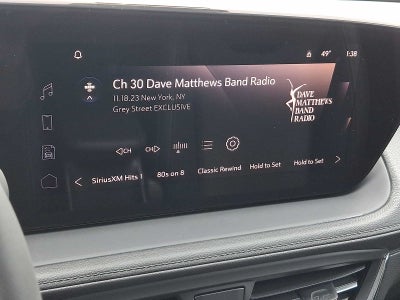 49° 1:38
Ch 30 Dave Matthews Band Radio
11.18.23 New York, NY
Grey Street EXCLUSIVE
DAVE
MATTHEWS
BAND
RADIO
◁CH CH▷
< SiriusXM Hits 1 80s on 8 Classic Rewind Hold to Set Hold to Set >